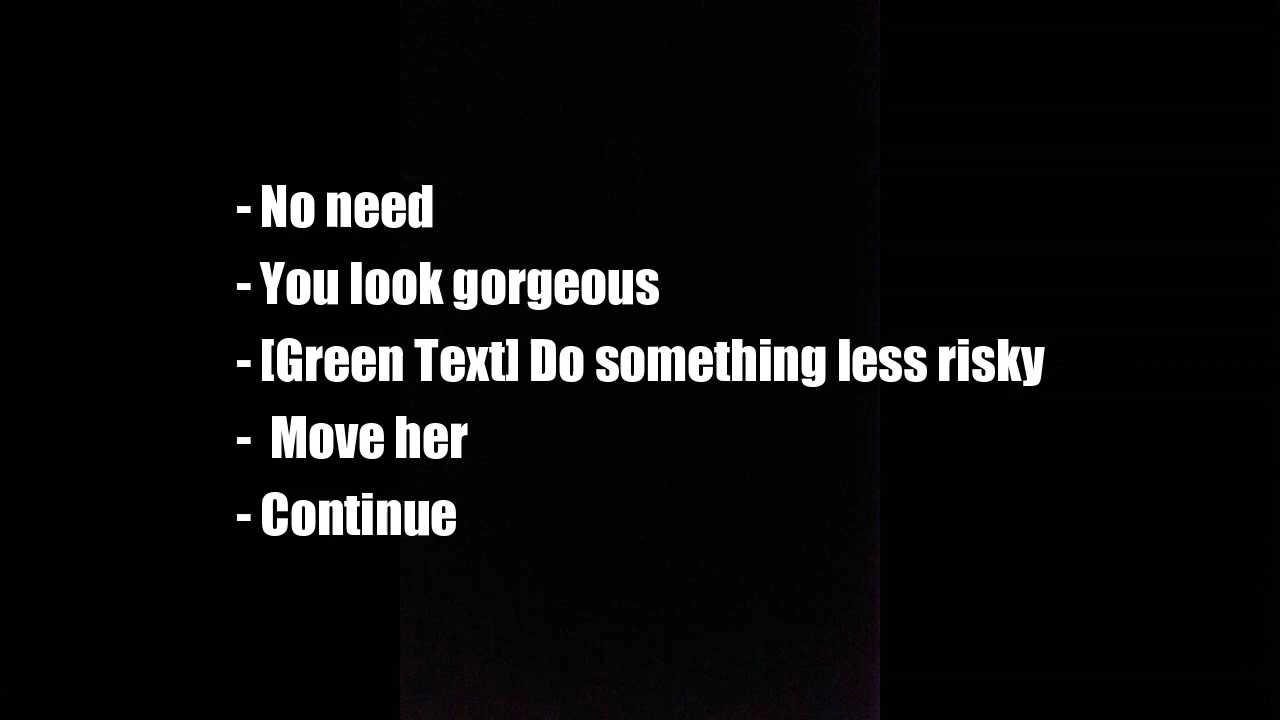 - No need
- You look gorgeous
- [Green Text] Do something less risky
-  Move her
- Continue